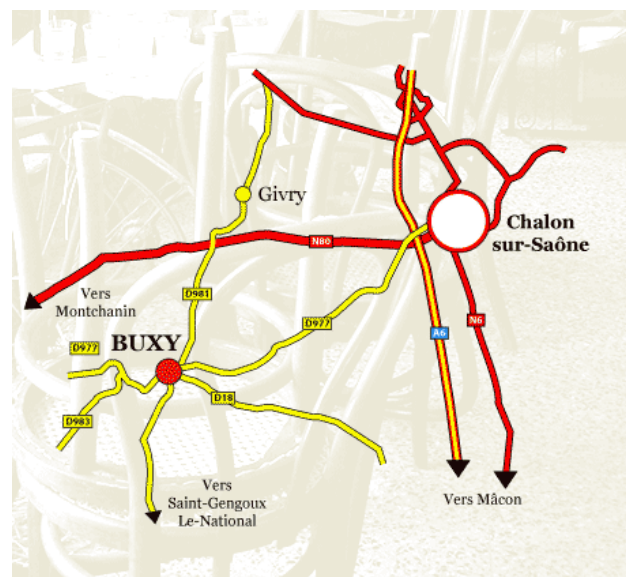 Givry
Chalon
sur-Saône
N80
Vers
Montchanin
D981
D977
N6
A6
BUXY
D977
D18
D983
Vers
Saint-Gengoux
Le-National
Vers Mâcon